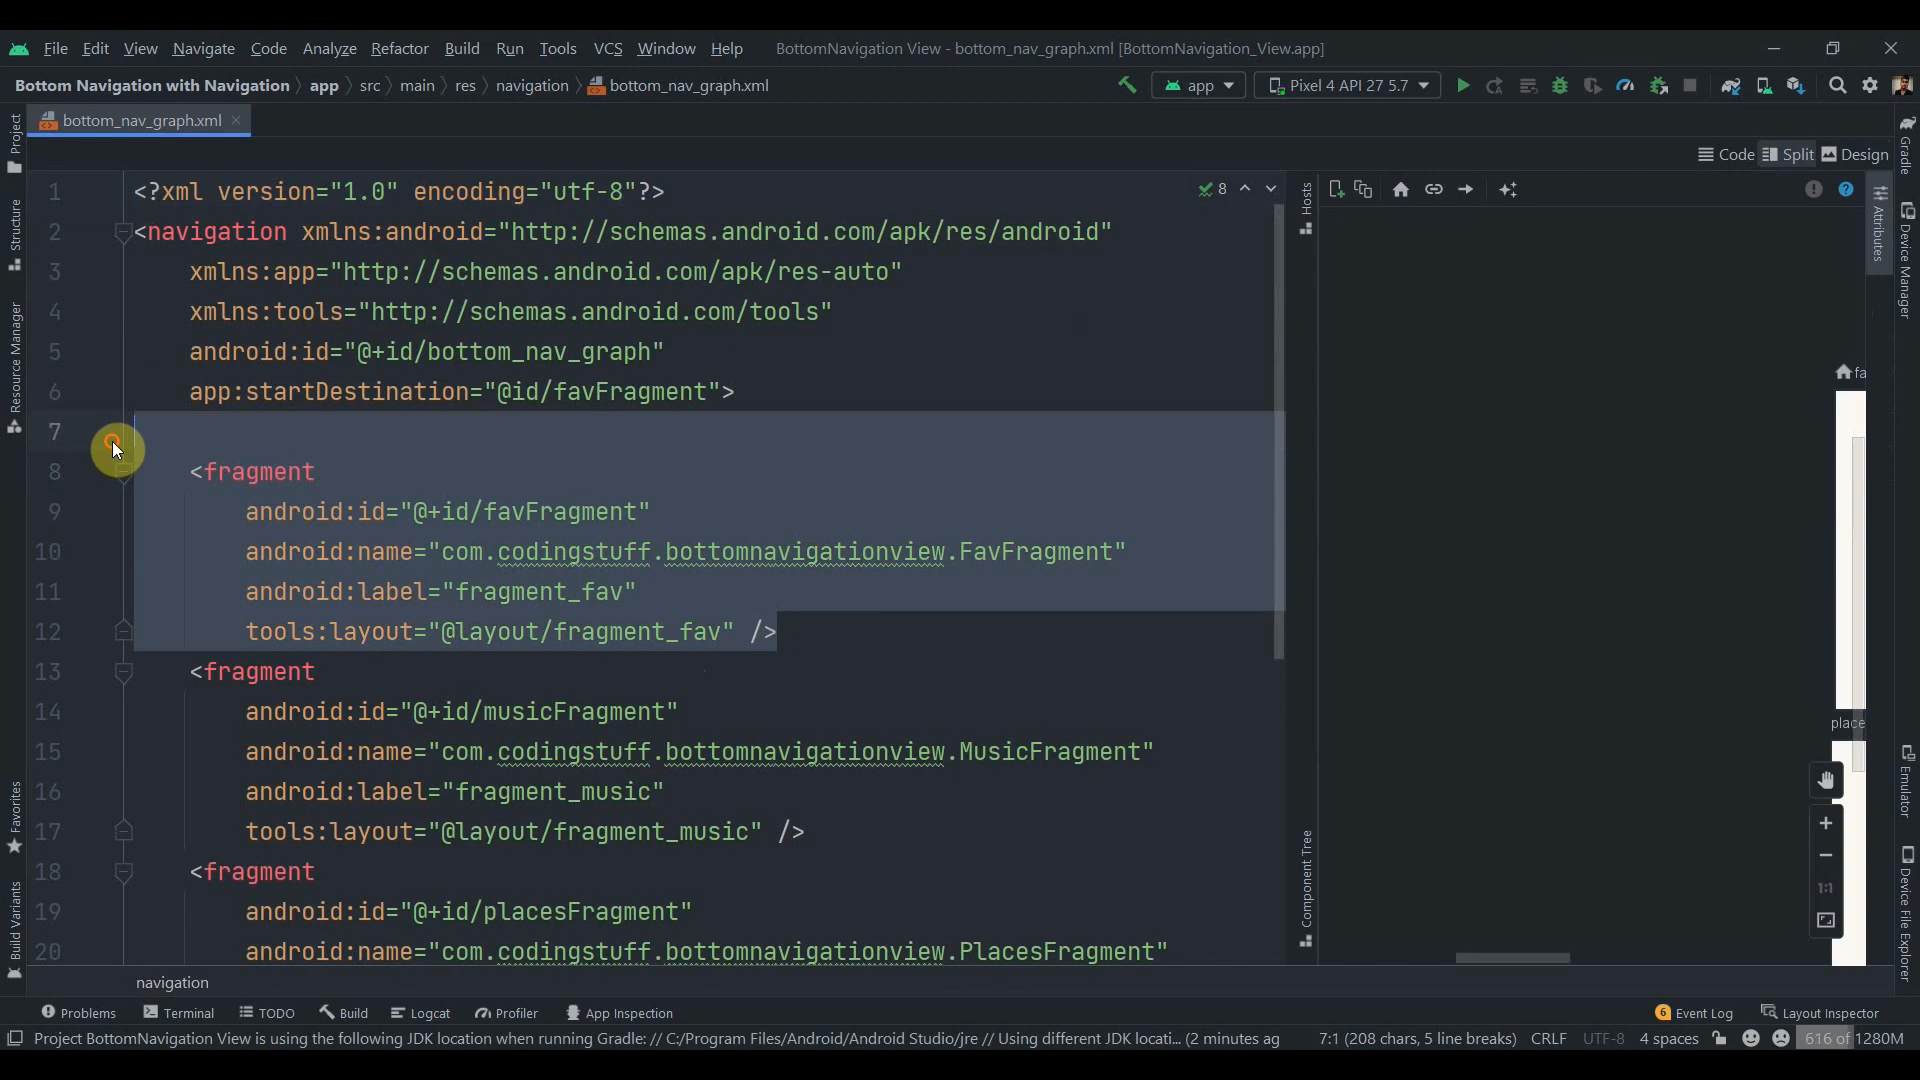 File Edit View Navigate Code Analyze Refactor Build Run Tools VCS Window Help BottomNavigation View - bottom_nav_graph.xml [BottomNavigation_View.app]
Bottom Navigation with Navigation app src main res navigation bottom_nav_graph.xml app Pixel 4 API 27 5.7
bottom_nav_graph.xml
Code Split Design
1 <?xml version="1.0" encoding="utf-8"?>
8
2 <navigation xmlns:android="http://schemas.android.com/apk/res/android"
3 xmlns:app="http://schemas.android.com/apk/res-auto"
4 xmlns:tools="http://schemas.android.com/tools"
5 android:id="@+id/bottom_nav_graph"
6 app:startDestination="@id/favFragment">
7
8 <fragment
9 android:id="@+id/favFragment"
10 android:name="com.codingstuff.bottomnavigationview.FavFragment"
11 android:label="fragment_fav"
12 tools:layout="@layout/fragment_fav" />
13 <fragment
14 android:id="@+id/musicFragment"
15 android:name="com.codingstuff.bottomnavigationview.MusicFragment"
16 android:label="fragment_music"
17 tools:layout="@layout/fragment_music" />
18 <fragment
19 android:id="@+id/placesFragment"
20 android:name="com.codingstuff.bottomnavigationview.PlacesFragment"
Project
Structure
Resource Manager
Favorites
Build Variants
Hosts
Component Tree
fa
place
1:1
Attributes
Gradle
Device Manager
Emulator
Device File Explorer
navigation
Problems Terminal TODO Build Logcat Profiler App Inspection 6 Event Log Layout Inspector
Project BottomNavigation View is using the following JDK location when running Gradle: // C:/Program Files/Android/Android Studio/jre // Using different JDK locati... (2 minutes ag 7:1 (208 chars, 5 line breaks) CRLF UTF-8 4 spaces 616 of 1280M